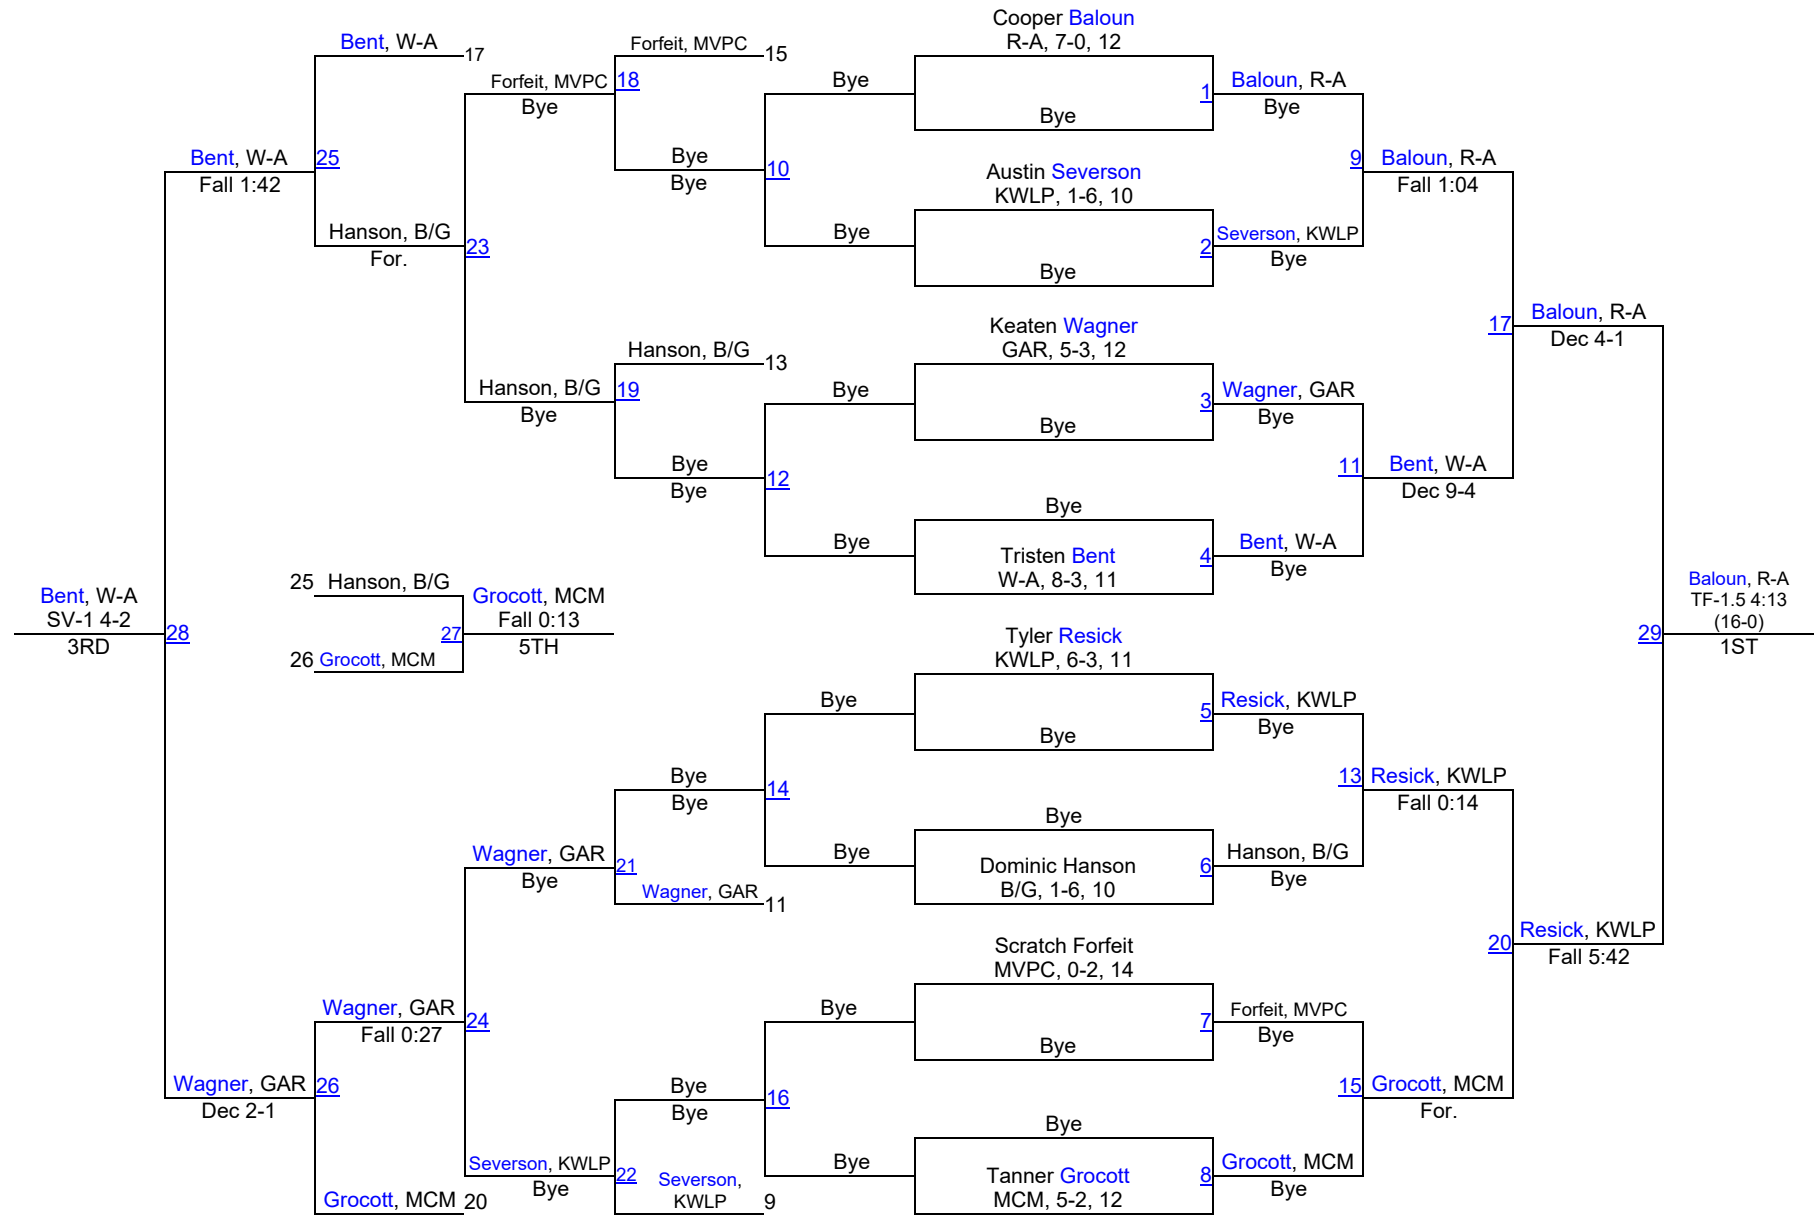 Cooper Baloun
R-A, 7-0, 12
Bye
1
Austin Severson
KWLP, 1-6, 10
Bye
2
Keaten Wagner
GAR, 5-3, 12
Bye
3
Bye
Tristen Bent
W-A, 8-3, 11
4
Tyler Resick
KWLP, 6-3, 11
Bye
5
Bye
Dominic Hanson
B/G, 1-6, 10
6
Scratch Forfeit
MVPC, 0-2, 14
Bye
7
Bye
Tanner Grocott
MCM, 5-2, 12
8
Baloun, R-A
Bye
9
Severson, KWLP
Bye
Wagner, GAR
Bye
11
Bent, W-A
Bye
Resick, KWLP
Bye
13
Hanson, B/G
Bye
Forfeit, MVPC
Bye
15
Grocott, MCM
Bye
Baloun, R-A
Fall 1:04
17
Bent, W-A
Dec 9-4
Resick, KWLP
Fall 0:14
20
Grocott, MCM
For.
Baloun, R-A
Dec 4-1
29
Resick, KWLP
Fall 5:42
Baloun, R-A
TF-1.5 4:13
(16-0)
1ST
Bye
10
Bye
Bye
12
Bye
Bye
14
Bye
Bye
16
Bye
Forfeit, MVPC
15
18
Bye
Bye
Hanson, B/G
13
19
Bye
Bye
Bye
Bye
21
Wagner, GAR
11
Bye
Bye
22
Severson,
KWLP
9
Forfeit, MVPC
Bye
23
Hanson, B/G
Bye
Wagner, GAR
Bye
24
Severson, KWLP
Bye
Bent, W-A
17
25
Hanson, B/G
For.
Wagner, GAR
Fall 0:27
26
Grocott, MCM
20
Bent, W-A
Fall 1:42
28
Wagner, GAR
Dec 2-1
Bent, W-A
SV-1 4-2
3RD
25
Hanson, B/G
27
26
Grocott, MCM
Grocott, MCM
Fall 0:13
5TH